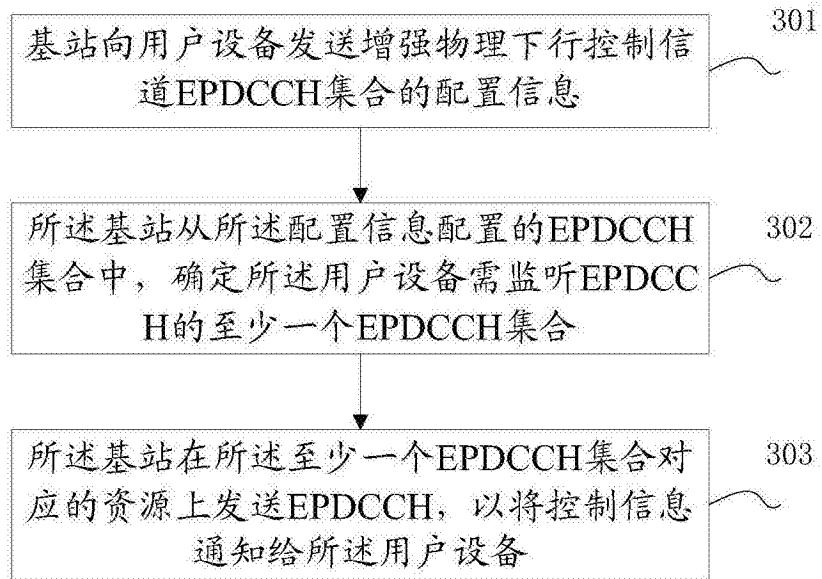 基站向用户设备发送增强物理下行控制信
道EPDCCH集合的配置信息
301
所述基站从所述配置信息配置的EPDCCH
集合中，确定所述用户设备需监听EPDCC
H的至少一个EPDCCH集合
302
所述基站在所述至少一个EPDCCH集合对
应的资源上发送EPDCCH，以将控制信息
通知给所述用户设备
303